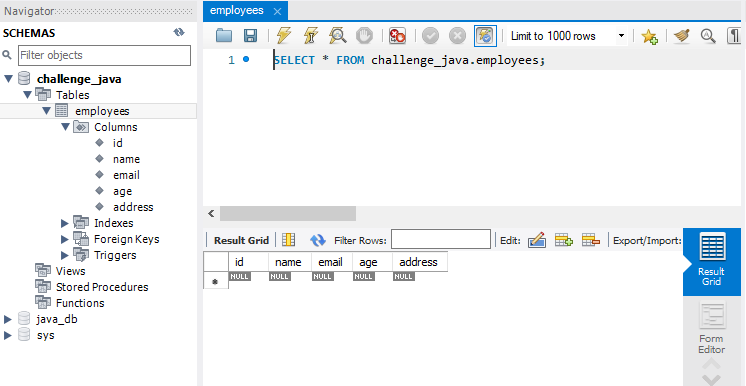 Navigator
SCHEMAS
Filter objects
challenge_java
Tables
employees
Columns
id
name
email
age
address
Indexes
Foreign Keys
Triggers
Views
Stored Procedures
Functions
java_db
sys
employees
Limit to 1000 rows
1 SELECT * FROM challenge_java.employees;
Result Grid Filter Rows: Edit: Export/Import:
id name email age address
NULL NULL NULL NULL NULL
Result
Grid
Form
Editor